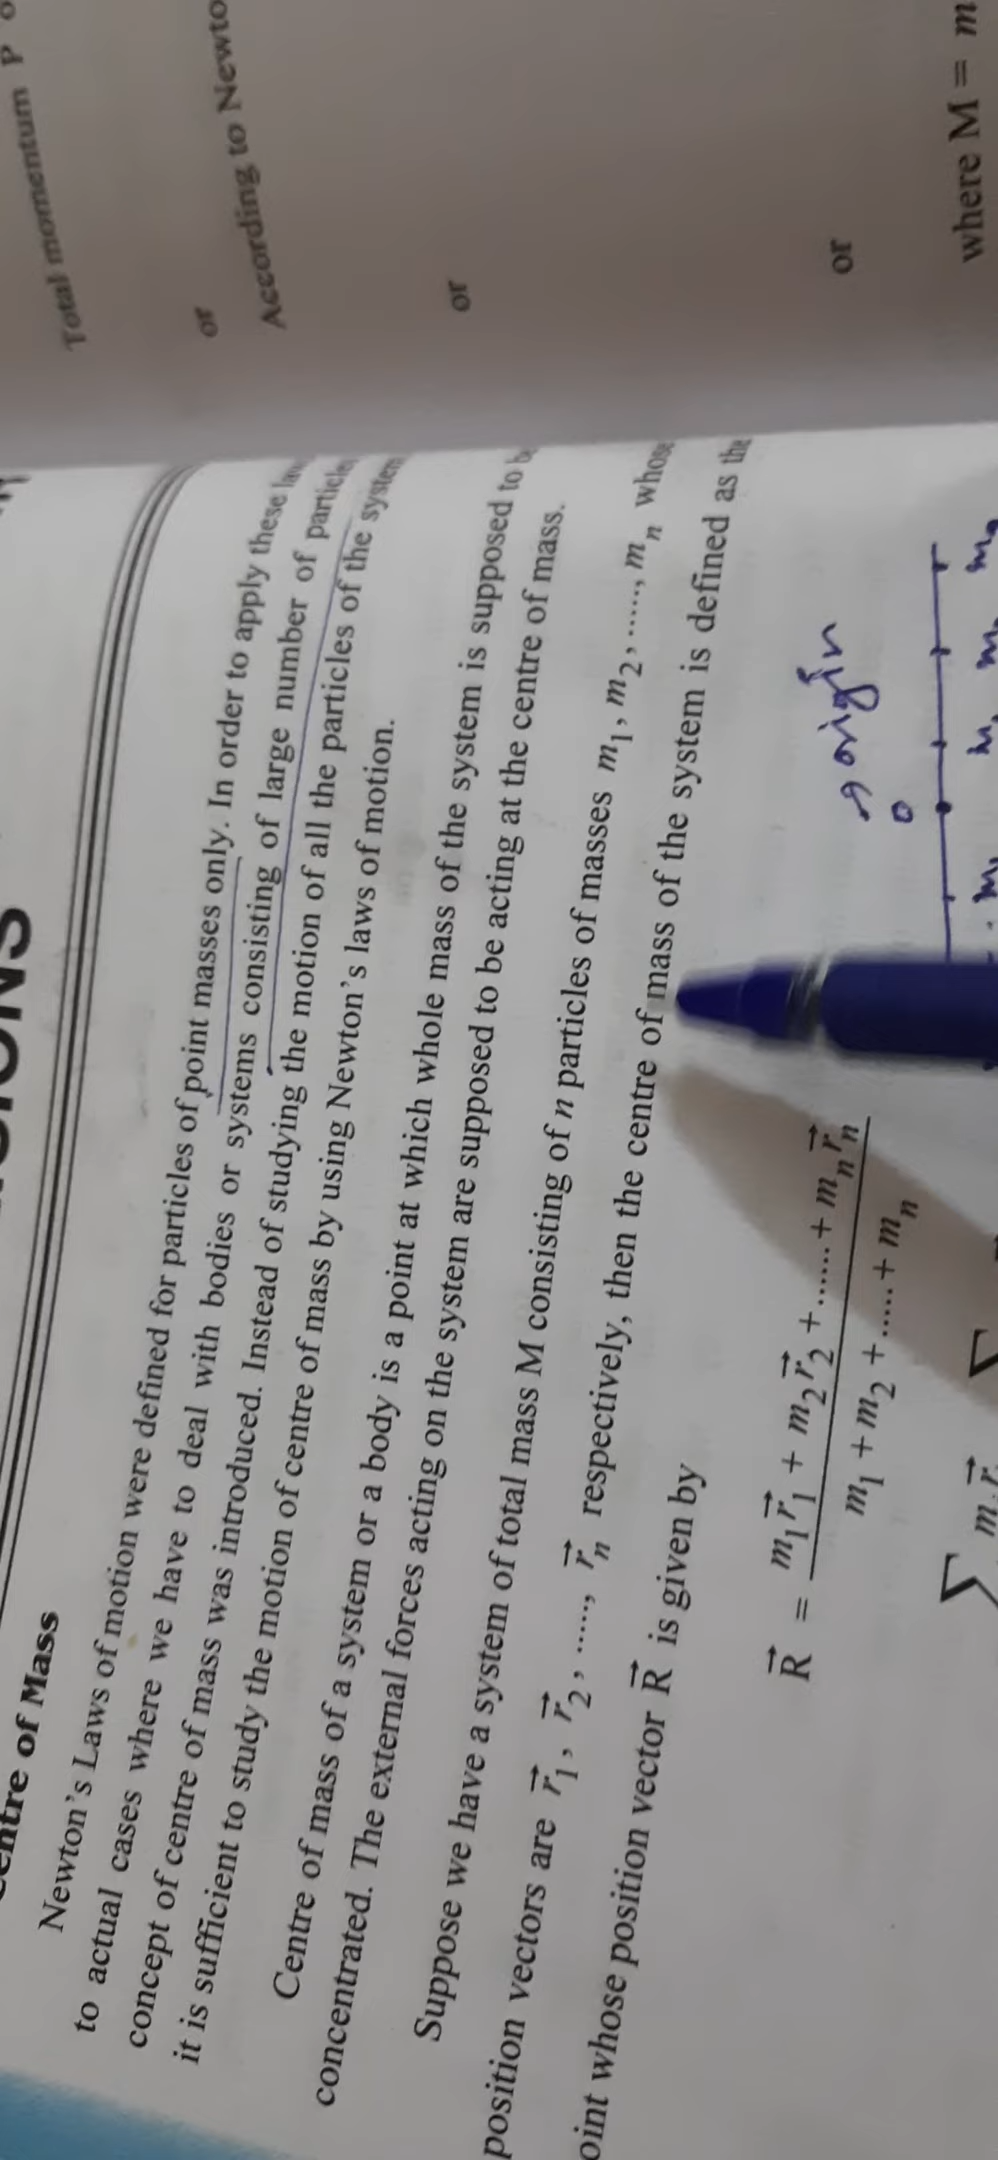 of Mass
Newton's Laws of motion were defined for particles of point masses only. In order to apply these
to actual cases where we have to deal with bodies or systems consisting of large number of
concept of centre of mass was introduced. Instead of studying the motion of all the particles of the system
it is sufficient to study the motion of centre of mass by using Newton's laws of motion.
Centre of mass of a system or a body is a point at which whole mass of the system is supposed to
concentrated. The external forces acting on the system are supposed to be acting at the centre of mass.
Suppose we have a system of total mass M consisting of n particles of masses m₁, m₂, ......, mₙ whose
position vectors are r⃗₁, r⃗₂, ......, r⃗ₙ respectively, then the centre of mass of the system is defined as the
oint whose position vector R⃗ is given by
R⃗ = m₁r⃗₁ + m₂r⃗₂ + ...... + mₙr⃗ₙ
m₁ + m₂ + ..... + mₙ
origin
o
Total momentum P
or
According to Newto
or
or
where M = m